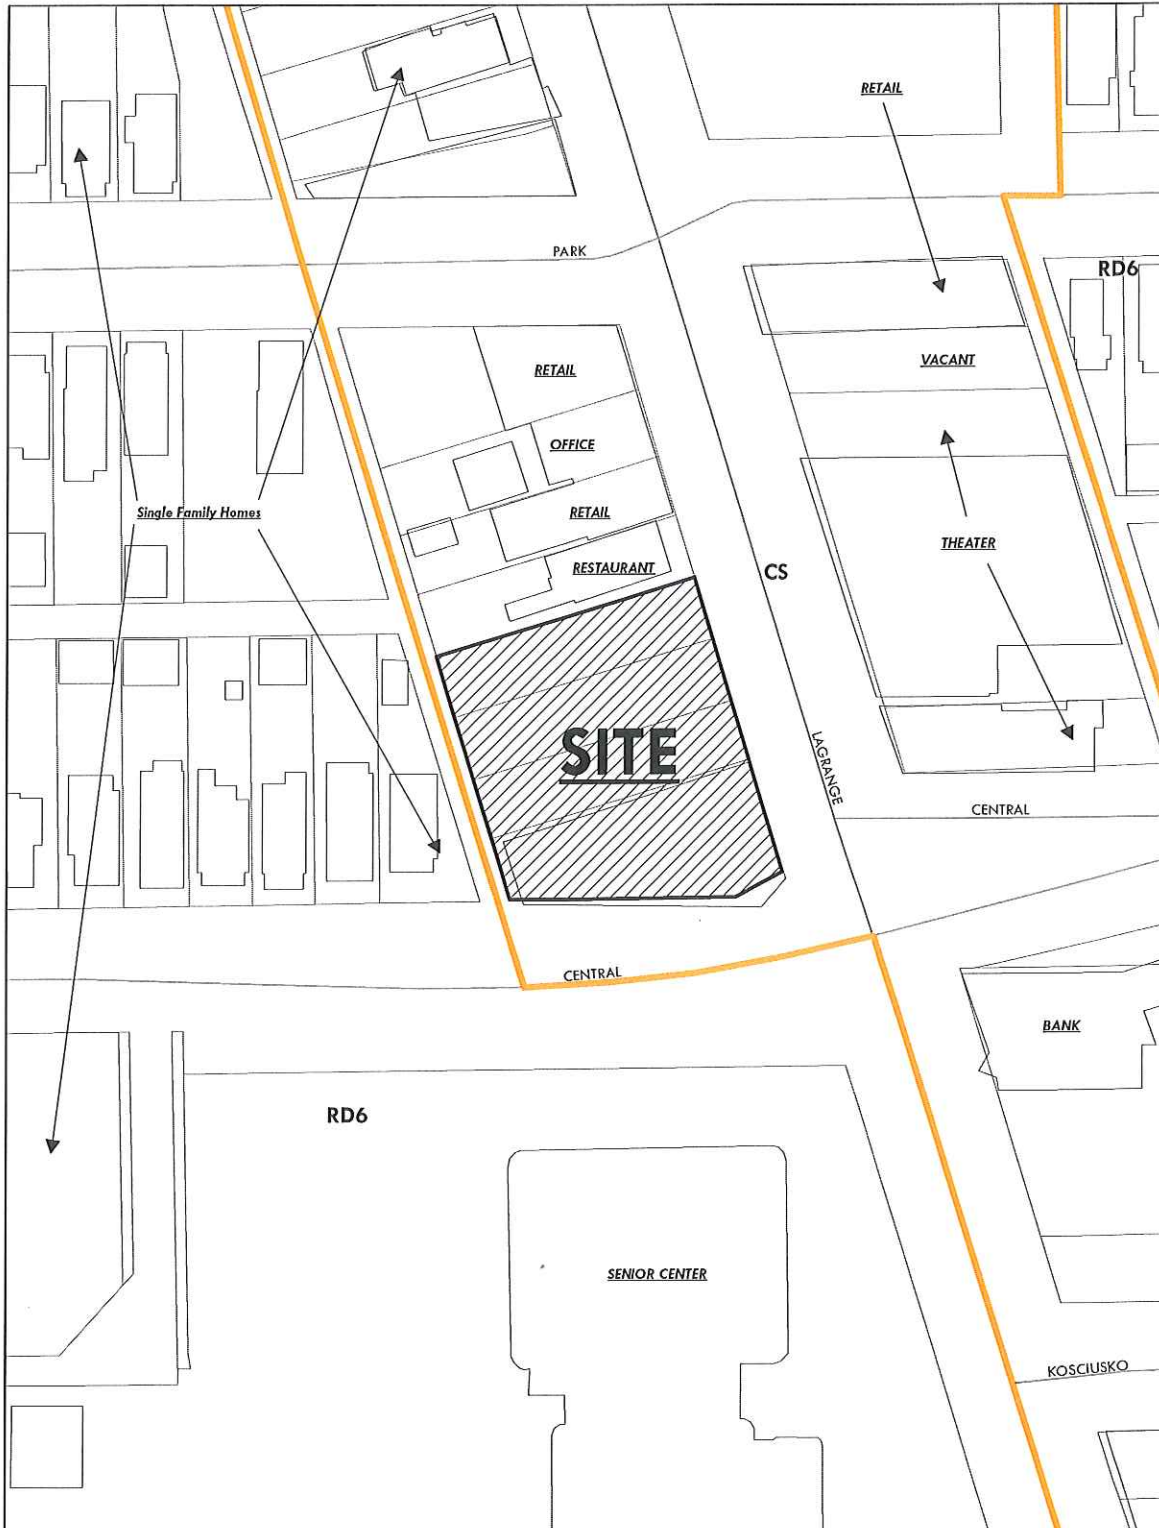 RETAIL
PARK
RD6
VACANT
RETAIL
OFFICE
RETAIL
Single Family Homes
THEATER
RESTAURANT
CS
SITE
LAGRANGE
CENTRAL
CENTRAL
BANK
RD6
SENIOR CENTER
KOSCIUSKO